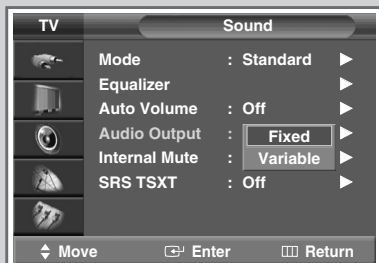 TV Sound
Mode : Standard
Equalizer
Auto Volume : Off
Audio Output : Fixed
Internal Mute : Variable
SRS TSXT : Off
Move Enter Return